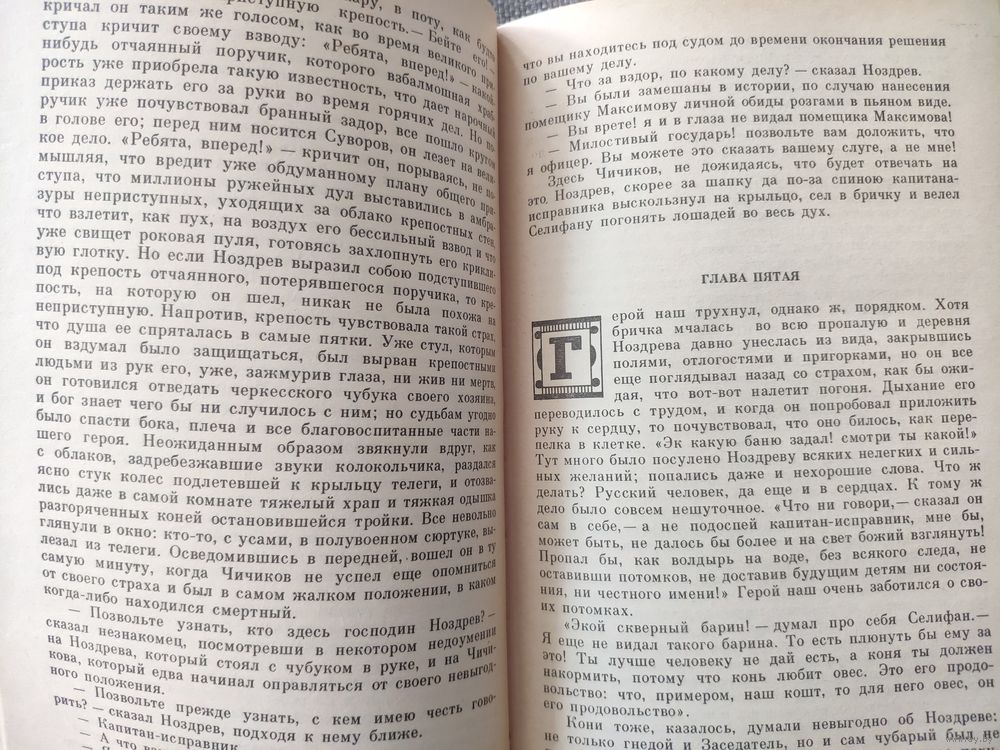 жару, в поту, как будто
приступную крепость. — Бейте его! —
кричал он таким же голосом, как во время великого при-
ступа кричит своему взводу: «Ребята, вперед!» — какой-
нибудь отчаянный поручик, которого взбалмошная храб-
рость уже приобрела такую известность, что дает нарочный
приказ держать его за руки во время горячих дел. Но по-
ручик уже почувствовал бранный задор, все пошло кругом
в голове его; перед ним носится Суворов, он лезет на вели-
кое дело. «Ребята, вперед!» — кричит он, порываясь, не по-
мышляя, что вредит уже обдуманному плану общего при-
ступа, что миллионы ружейных дул выставились в амбра-
зуры неприступных, уходящих за облако крепостных стен,
что взлетит, как пух, на воздух его бессильный взвод и что
уже свищет роковая пуля, готовясь захлопнуть его крикли-
вую глотку. Но если Ноздрев выразил собою подступившего
под крепость отчаянного, потерявшегося поручика, то кре-
пость, на которую он шел, никак не была похожа на
неприступную. Напротив, крепость чувствовала такой страх,
что душа ее спряталась в самые пятки. Уже стул, которым
он вздумал было защищаться, был вырван крепостными
людьми из рук его, уже, зажмурив глаза, ни жив ни мертв,
он готовился отведать черкесского чубука своего хозяина,
и бог знает чего бы ни случилось с ним; но судьбам угодно
было спасти бока, плеча и все благовоспитанные части на-
шего героя. Неожиданным образом звякнули вдруг, как
с облаков, задребезжавшие звуки колокольчика, раздался
ясно стук колес подлетевшей к крыльцу телеги, и отозва-
лись даже в самой комнате тяжелый храп и тяжкая одышка
разгоряченных коней остановившейся тройки. Все невольно
глянули в окно: кто-то, с усами, в полувоенном сюртуке, вы-
лезал из телеги. Осведомившись в передней, вошел он в ту
самую минуту, когда Чичиков не успел еще опомниться
от своего страха и был в самом жалком положении, в каком
когда-либо находился смертный.
— Позвольте узнать, кто здесь господин Ноздрев? —
сказал незнакомец, посмотревши в некотором недоумении
на Ноздрева, который стоял с чубуком в руке, и на Чичи-
кова, который едва начинал оправляться от своего невыгод-
ного положения.
— Позвольте прежде узнать, с кем имею честь гово-
рить? — сказал Ноздрев, подходя к нему ближе.
— Капитан-исправник.
— А что вам
что вы находитесь под судом до времени окончания решения
по вашему делу.
— Что за вздор, по какому делу? — сказал Ноздрев.
— Вы были замешаны в истории, по случаю нанесения
помещику Максимову личной обиды розгами в пьяном виде.
— Вы врете! я и в глаза не видал помещика Максимова!
— Милостивый государь! позвольте вам доложить, что
я офицер. Вы можете это сказать вашему слуге, а не мне!
Здесь Чичиков, не дожидаясь, что будет отвечать на
это Ноздрев, скорее за шапку да по-за спиною капитана-
исправника выскользнул на крыльцо, сел в бричку и велел
Селифану погонять лошадей во весь дух.
ГЛАВА ПЯТАЯ
Герой наш трухнул, однако ж, порядком. Хотя
бричка мчалась во всю пропалую и деревня
Ноздрева давно унеслась из вида, закрывшись
полями, отлогостями и пригорками, но он все
еще поглядывал назад со страхом, как бы ожи-
дая, что вот-вот налетит погоня. Дыхание его
переводилось с трудом, и когда он попробовал приложить
руку к сердцу, то почувствовал, что оно билось, как пере-
пелка в клетке. «Эк какую баню задал! смотри ты какой!»
Тут много было посулено Ноздреву всяких нелегких и силь-
ных желаний; попались даже и нехорошие слова. Что ж
делать? Русский человек, да еще и в сердцах. К тому ж
дело было совсем нешуточное. «Что ни говори, — сказал он
сам в себе, — а не подоспей капитан-исправник, мне бы,
может быть, не далось бы более и на свет божий взглянуть!
Пропал бы, как волдырь на воде, без всякого следа, не
оставивши потомков, не доставив будущим детям ни состоя-
ния, ни честного имени!» Герой наш очень заботился о сво-
их потомках.
«Экой скверный барин! — думал про себя Селифан. —
Я еще не видал такого барина. То есть плюнуть бы ему за
это! Ты лучше человеку не дай есть, а коня ты должен
накормить, потому что конь любит овес. Это его продо-
вольство: что, примером, наш кошт, то для него овес, он
его продовольство».
Кони тоже, казалось, думали невыгодно об Ноздреве:
не только гнедой и Заседатель, но и сам чубарый был не